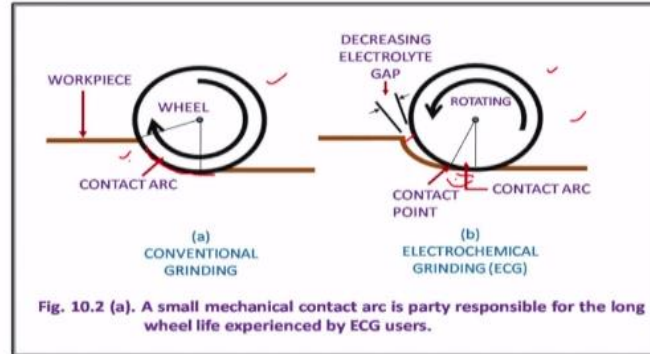 DECREASING
ELECTROLYTE
GAP
WORKPIECE
WHEEL
ROTATING
CONTACT ARC
CONTACT
POINT
CONTACT ARC
(a)
CONVENTIONAL
GRINDING
(b)
ELECTROCHEMICAL
GRINDING (ECG)
Fig. 10.2 (a). A small mechanical contact arc is party responsible for the long
wheel life experienced by ECG users.